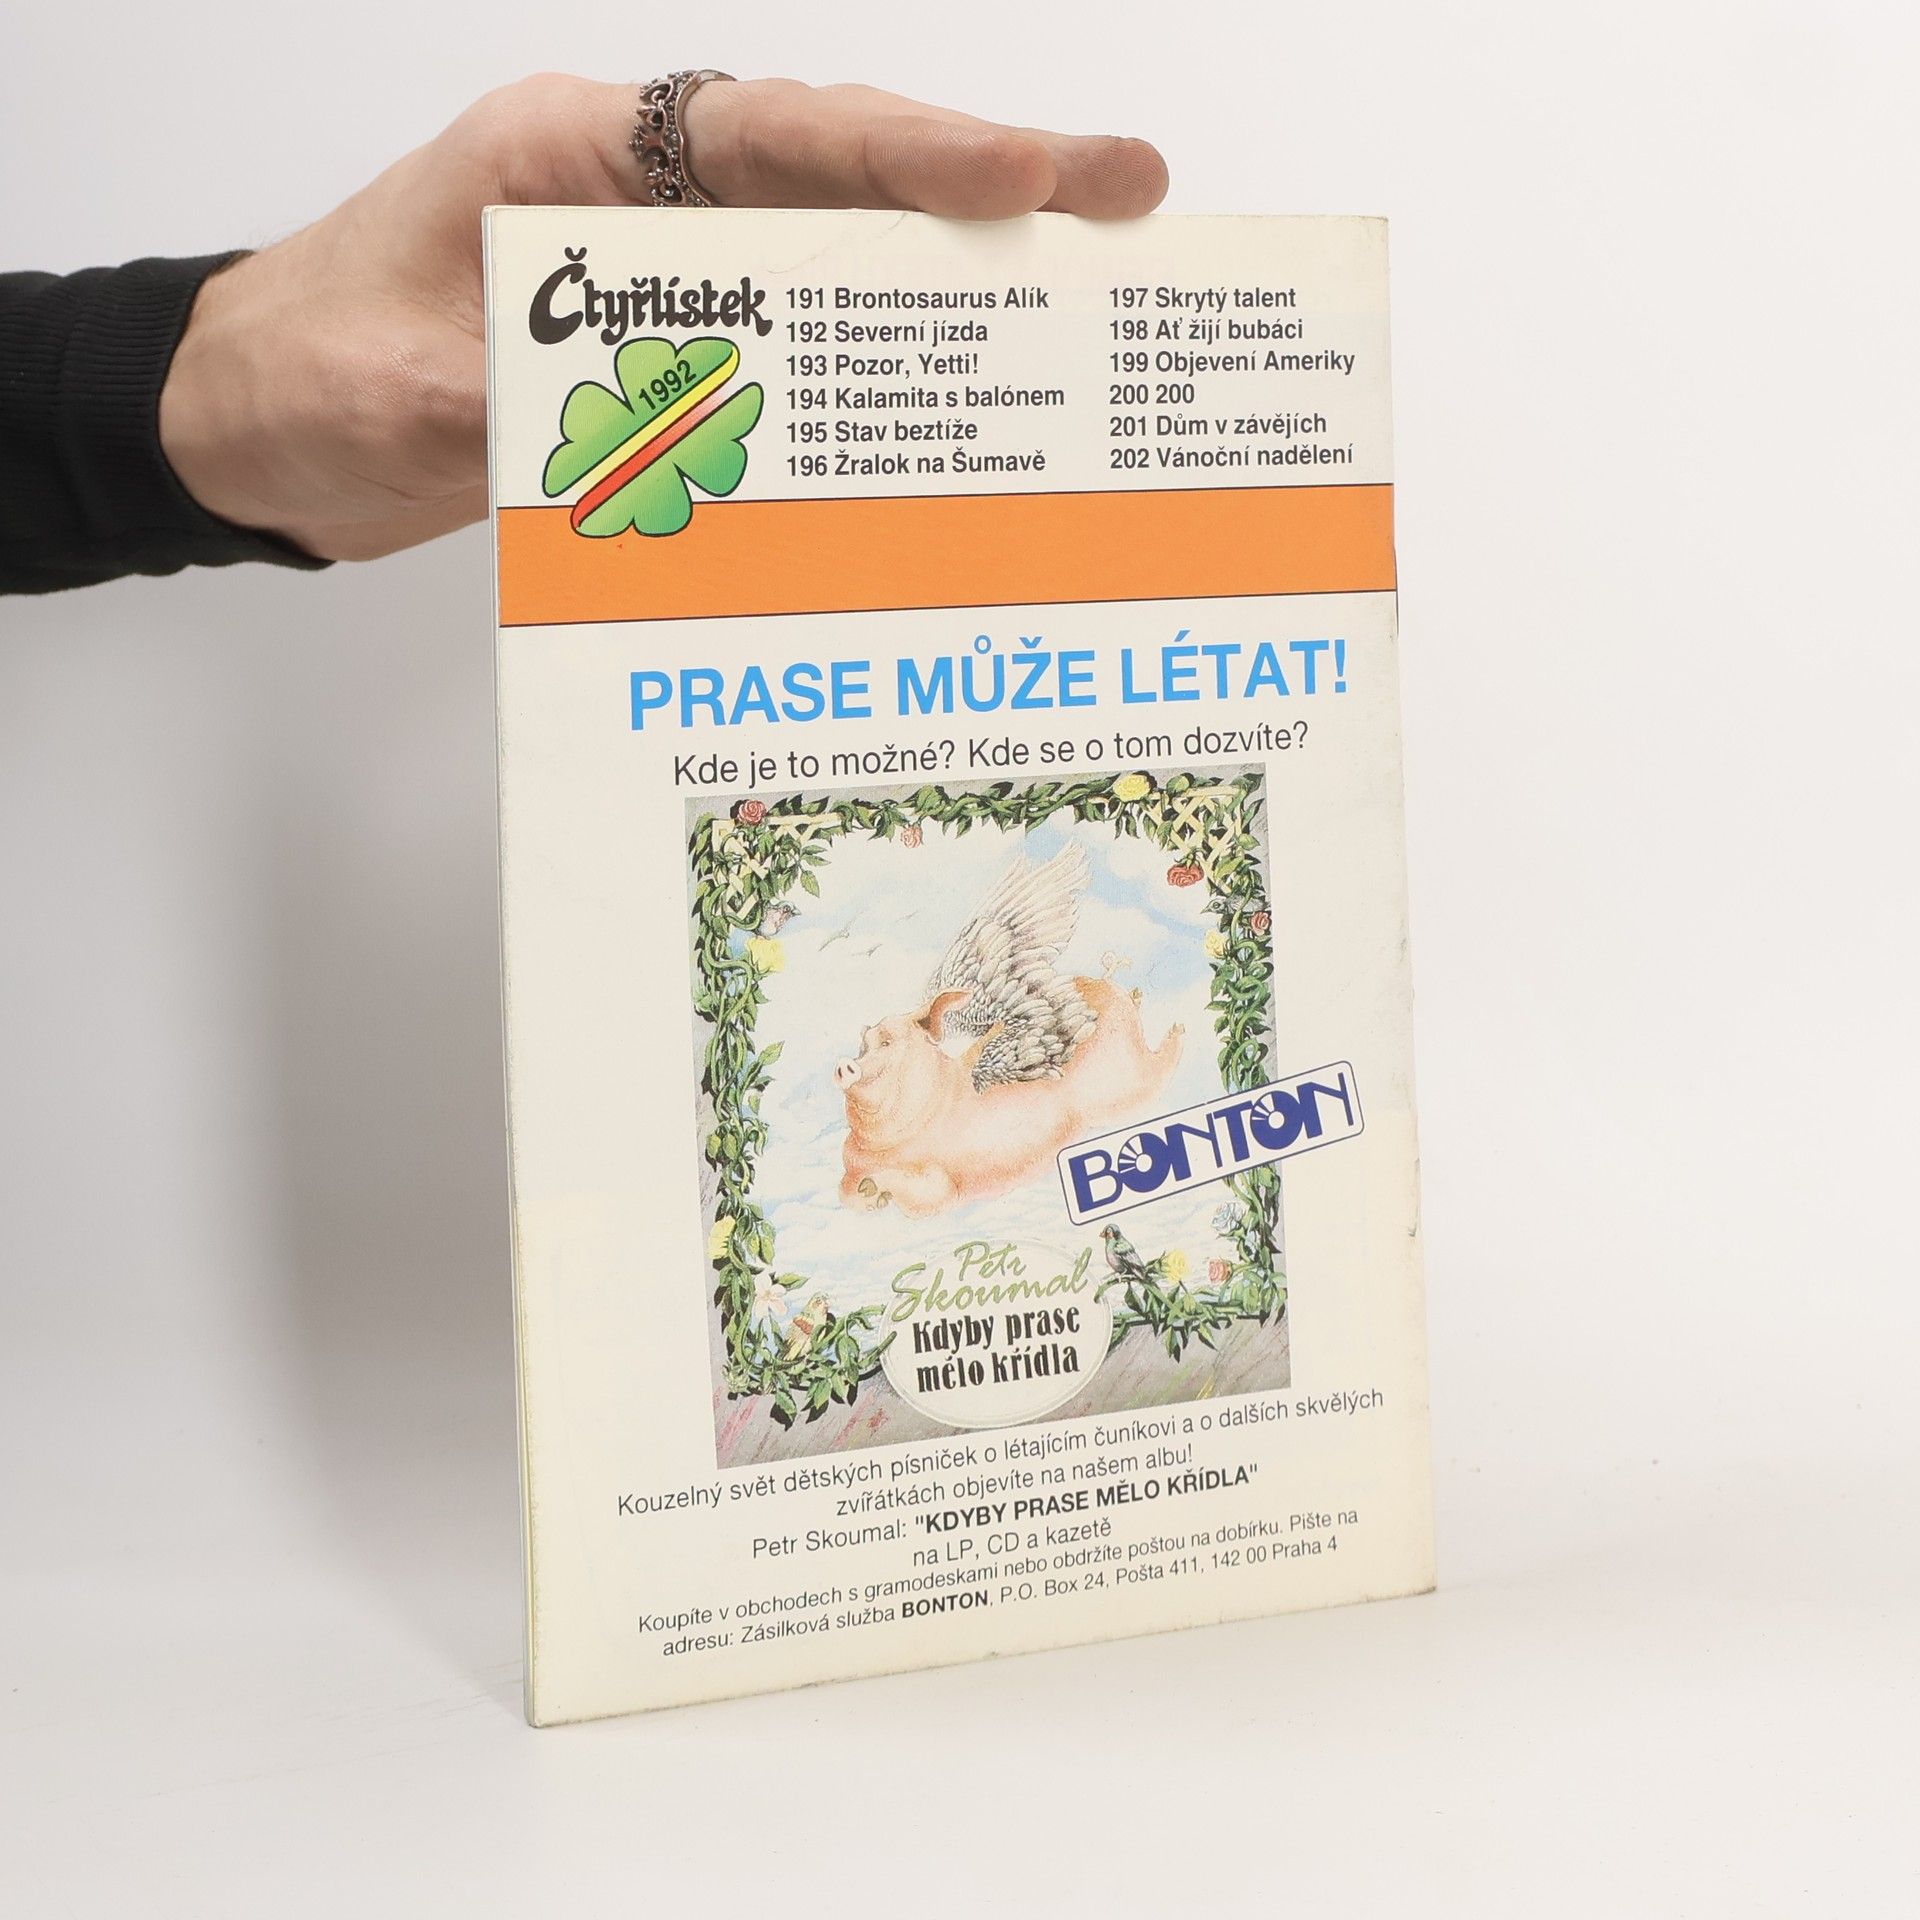 Čtyřlístek
1992
191 Brontosaurus Alík
192 Severní jízda
193 Pozor, Yetti!
194 Kalamita s balónem
195 Stav beztíže
196 Žralok na Šumavě
197 Skrytý talent
198 Ať žijí bubáci
199 Objevení Ameriky
200 200
201 Dům v závějích
202 Vánoční nadělení
PRASE MŮŽE LÉTAT!
Kde je to možné? Kde se o tom dozvíte?
BONTON
Petr
Skoumal
Kdyby prase
mělo křídla
Kouzelný svět dětských písniček o létajícím čuníkovi a o dalších skvělých
zvířátkách objevíte na našem albu!
Petr Skoumal: "KDYBY PRASE MĚLO KŘÍDLA"
na LP, CD a kazetě
Koupíte v obchodech s gramodeskami nebo obdržíte poštou na dobírku. Pište na
adresu: Zásilková služba BONTON, P.O. Box 24, Pošta 411, 142 00 Praha 4